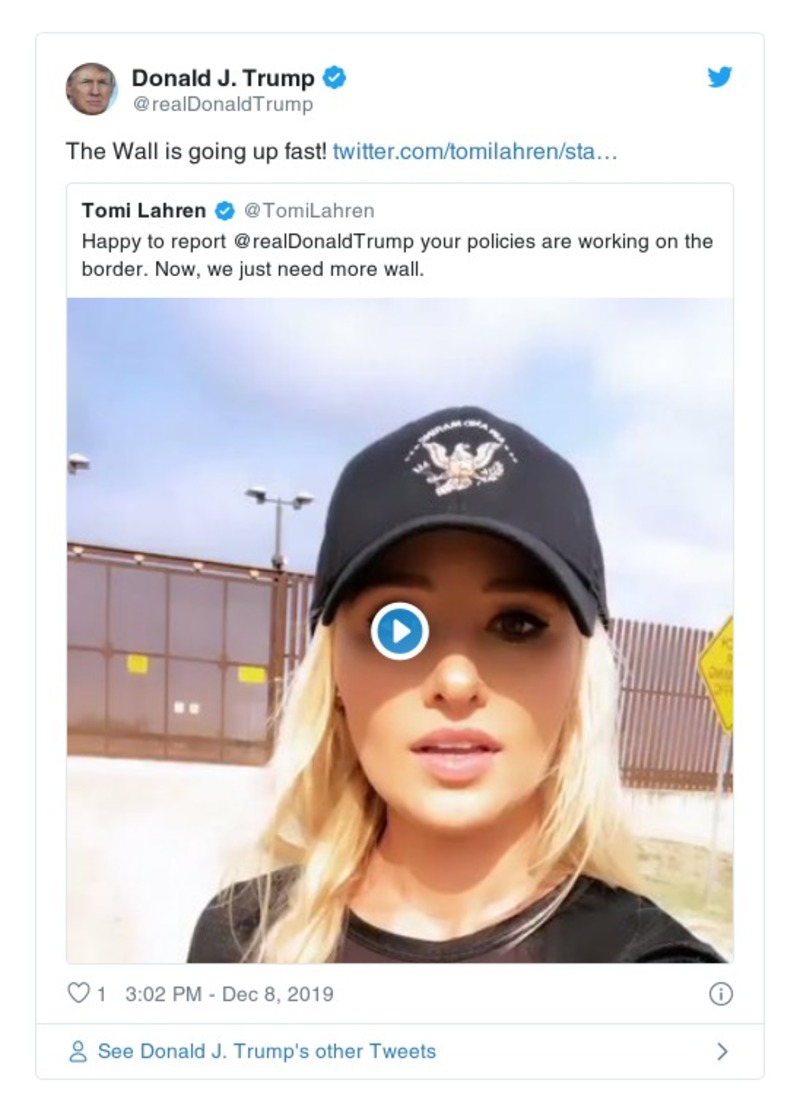 Donald J. Trump
@realDonaldTrump
The Wall is going up fast! twitter.com/tomilahren/sta…
Tomi Lahren @TomiLahren
Happy to report @realDonaldTrump your policies are working on the
border. Now, we just need more wall.
1 3:02 PM - Dec 8, 2019
See Donald J. Trump's other Tweets